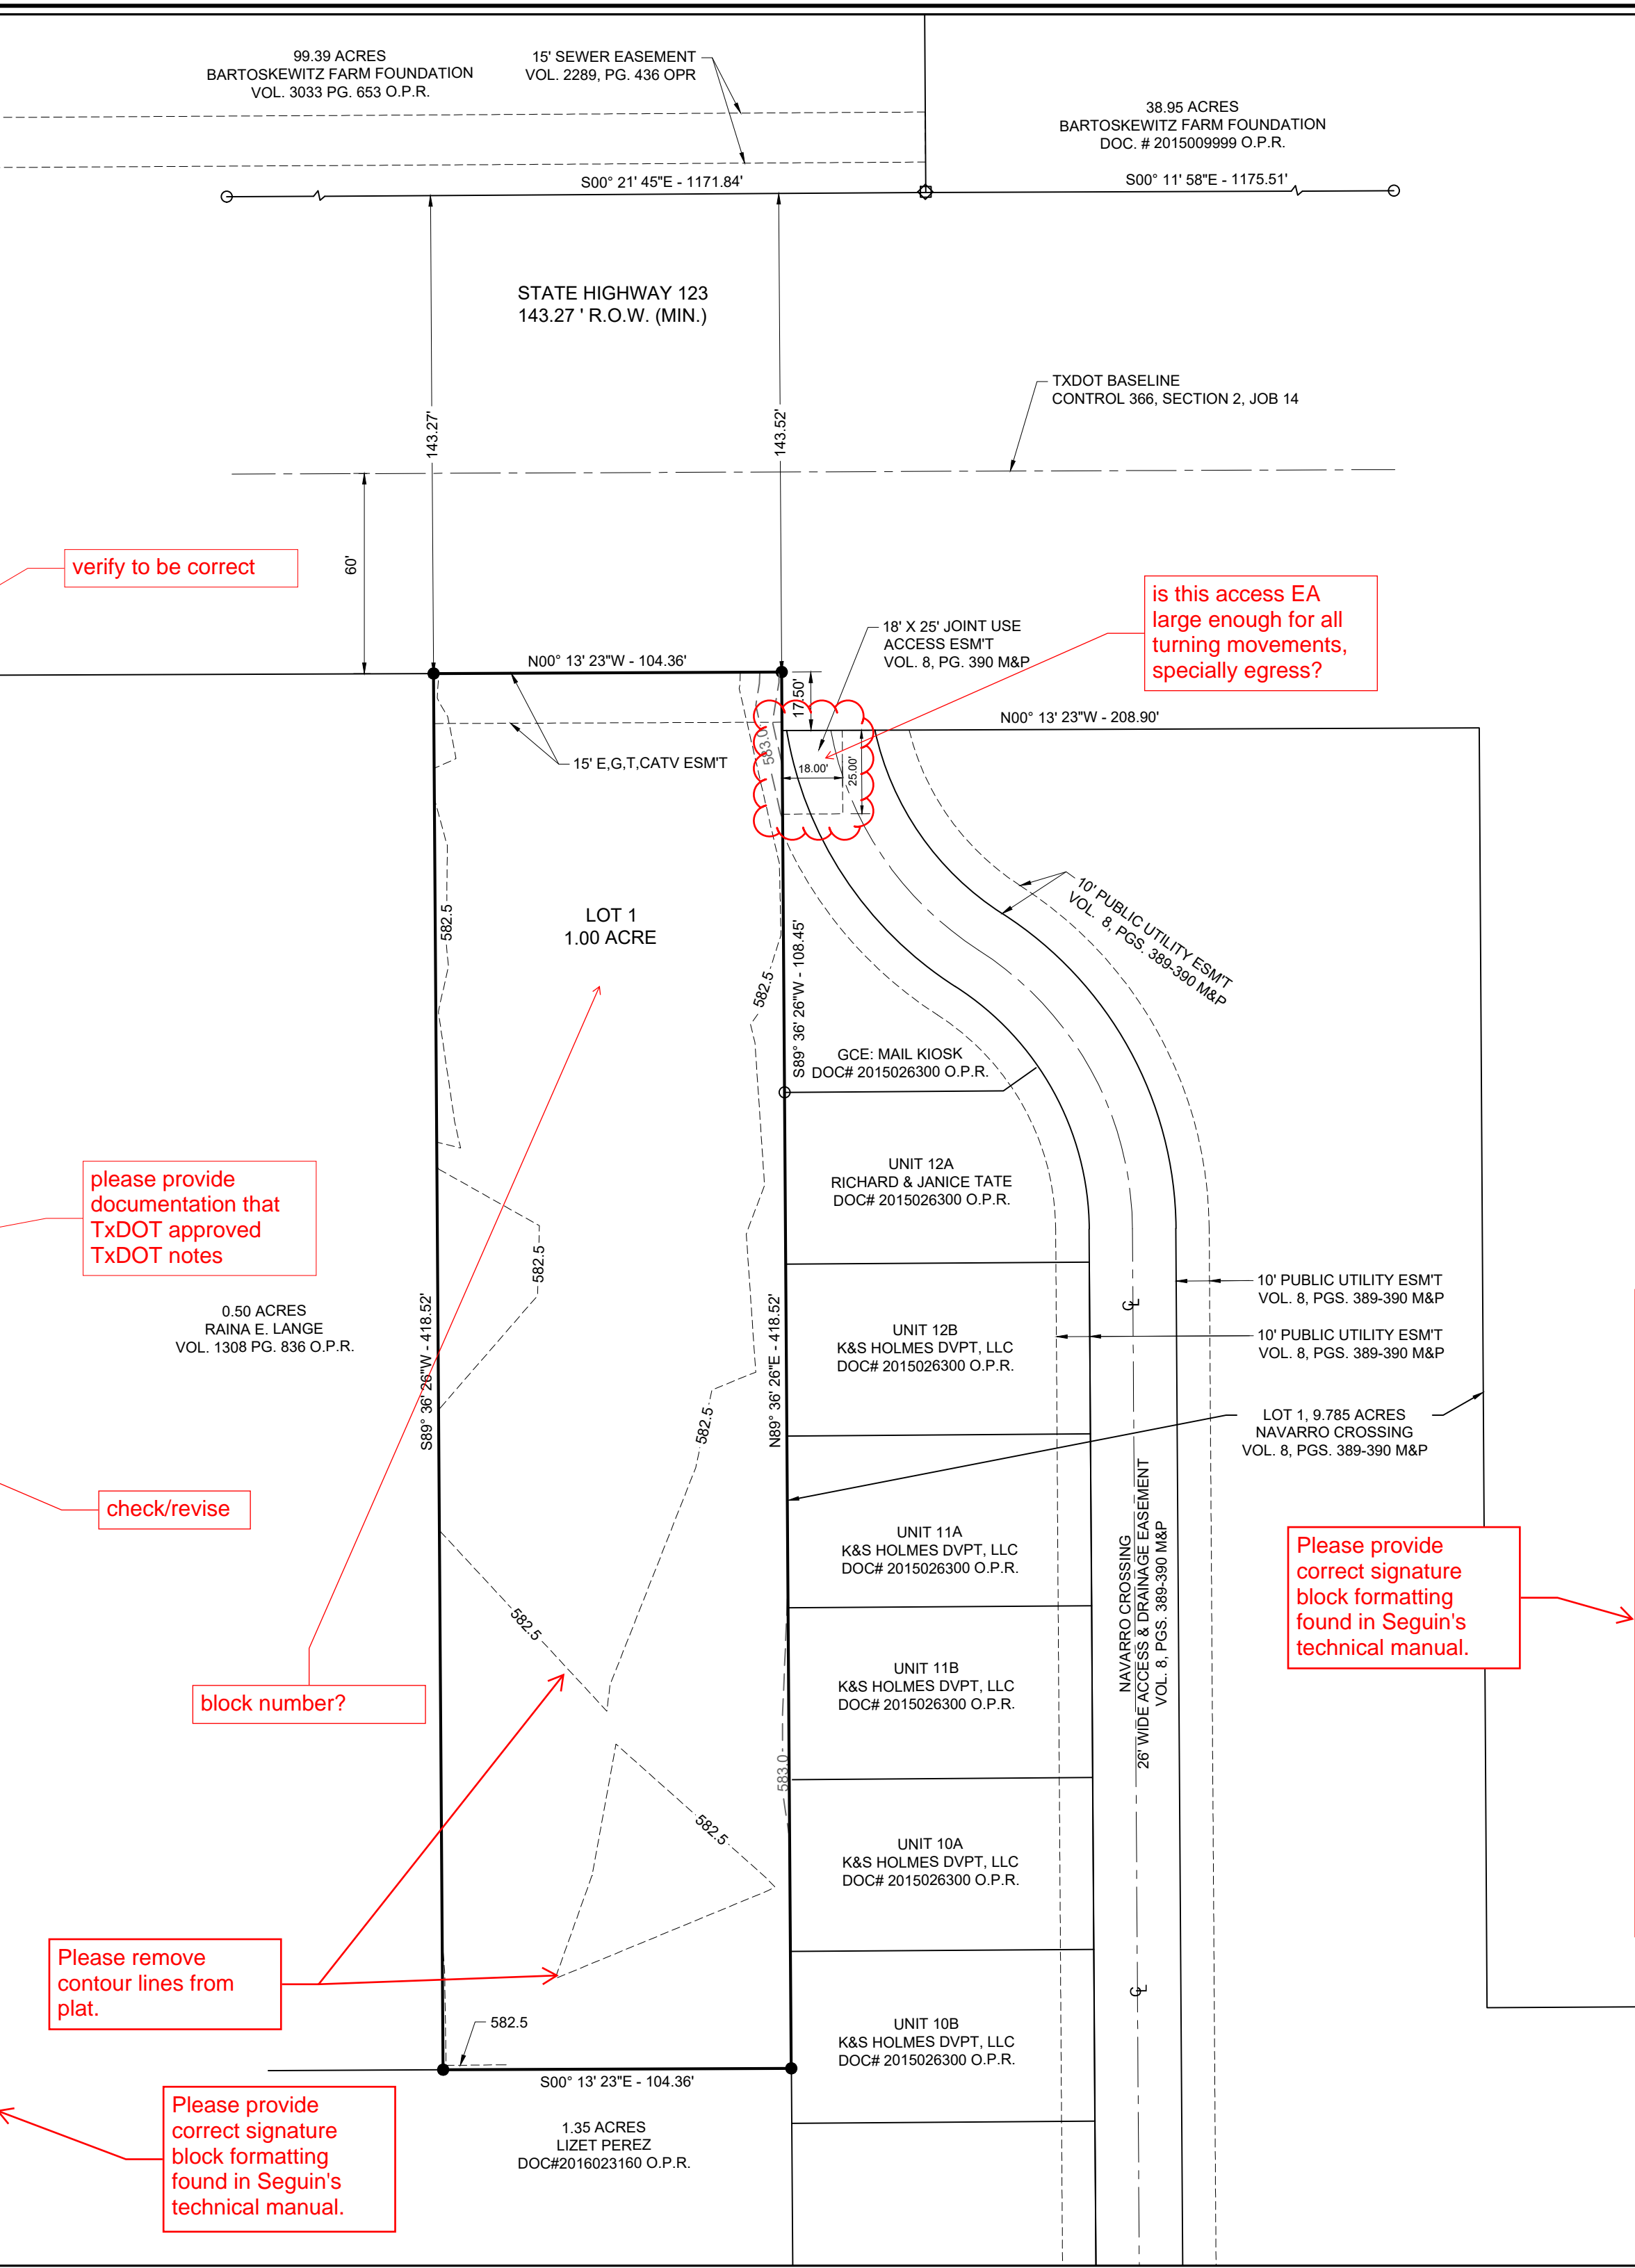 99.39 ACRES
BARTOSKEWITZ FARM FOUNDATION
VOL. 3033 PG. 653 O.P.R.
15' SEWER EASEMENT
VOL. 2289, PG. 436 OPR
38.95 ACRES
BARTOSKEWITZ FARM FOUNDATION
DOC. # 2015009999 O.P.R.
S00° 21' 45"E - 1171.84'
S00° 11' 58"E - 1175.51'
STATE HIGHWAY 123
143.27 ' R.O.W. (MIN.)
TXDOT BASELINE
CONTROL 366, SECTION 2, JOB 14
143.27'
143.52'
60'
verify to be correct
is this access EA
large enough for all
turning movements,
specially egress?
18' X 25' JOINT USE
ACCESS ESM'T
VOL. 8, PG. 390 M&P
N00° 13' 23"W - 104.36'
17.50'
N00° 13' 23"W - 208.90'
583.0
15' E,G,T,CATV ESM'T
18.00'
25.00'
10' PUBLIC UTILITY ESM'T
VOL. 8, PGS. 389-390 M&P
582.5
LOT 1
1.00 ACRE
582.5
S89° 36' 26"W - 108.45'
GCE: MAIL KIOSK
DOC# 2015026300 O.P.R.
please provide
documentation that
TxDOT approved
TxDOT notes
UNIT 12A
RICHARD & JANICE TATE
DOC# 2015026300 O.P.R.
582.5
10' PUBLIC UTILITY ESM'T
VOL. 8, PGS. 389-390 M&P
0.50 ACRES
RAINA E. LANGE
VOL. 1308 PG. 836 O.P.R.
S89° 36' 26"W - 418.52'
N89° 36' 26"E - 418.52'
UNIT 12B
K&S HOLMES DVPT, LLC
DOC# 2015026300 O.P.R.
10' PUBLIC UTILITY ESM'T
VOL. 8, PGS. 389-390 M&P
582.5
LOT 1, 9.785 ACRES
NAVARRO CROSSING
VOL. 8, PGS. 389-390 M&P
check/revise
UNIT 11A
K&S HOLMES DVPT, LLC
DOC# 2015026300 O.P.R.
NAVARRO CROSSING
26' WIDE ACCESS & DRAINAGE EASEMENT
VOL. 8, PGS. 389-390 M&P
Please provide
correct signature
block formatting
found in Seguin's
technical manual.
582.5
UNIT 11B
K&S HOLMES DVPT, LLC
DOC# 2015026300 O.P.R.
block number?
583.0
582.5
UNIT 10A
K&S HOLMES DVPT, LLC
DOC# 2015026300 O.P.R.
Please remove
contour lines from
plat.
582.5
UNIT 10B
K&S HOLMES DVPT, LLC
DOC# 2015026300 O.P.R.
S00° 13' 23"E - 104.36'
Please provide
correct signature
block formatting
found in Seguin's
technical manual.
1.35 ACRES
LIZET PEREZ
DOC#2016023160 O.P.R.